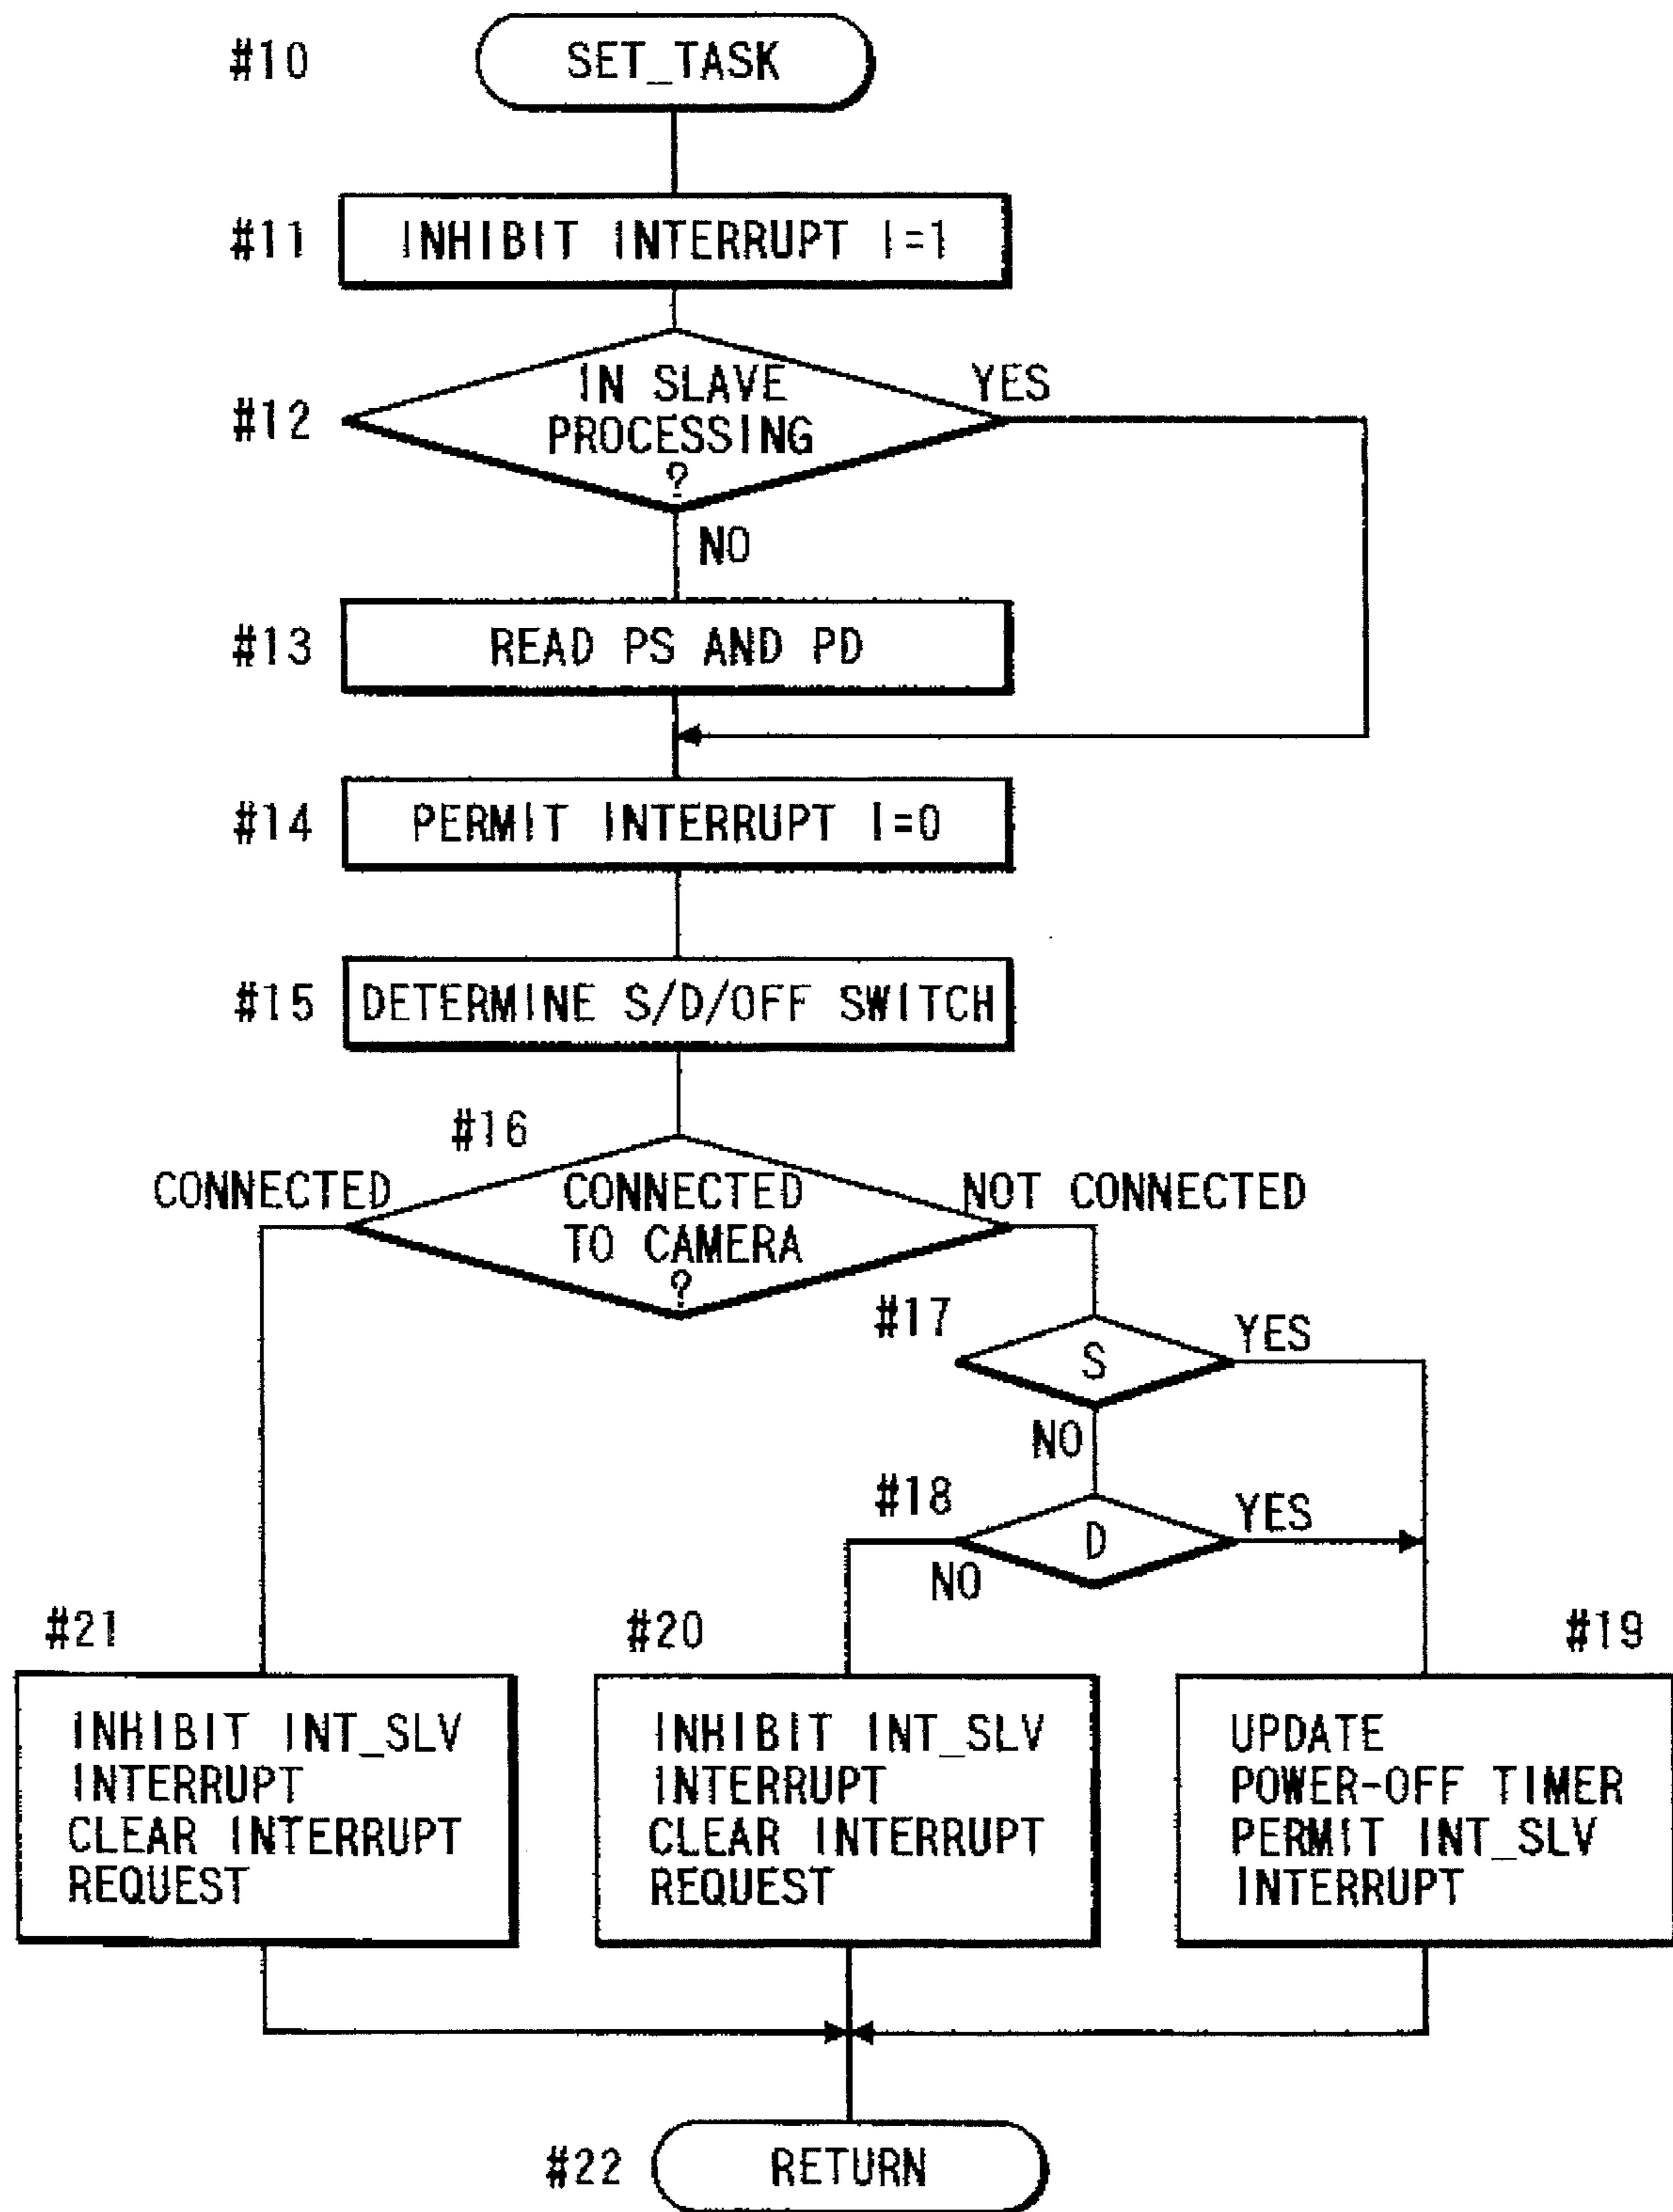 #10
SET_TASK
#11
INHIBIT INTERRUPT I=1
#12
IN SLAVE
PROCESSING
?
YES
NO
#13
READ PS AND PD
#14
PERMIT INTERRUPT I=0
#15
DETERMINE S/D/OFF SWITCH
#16
CONNECTED
CONNECTED
TO CAMERA
?
NOT CONNECTED
#17
S
YES
NO
#18
D
YES
NO
#21
INHIBIT INT_SLV
INTERRUPT
CLEAR INTERRUPT
REQUEST
#20
INHIBIT INT_SLV
INTERRUPT
CLEAR INTERRUPT
REQUEST
#19
UPDATE
POWER-OFF TIMER
PERMIT INT_SLV
INTERRUPT
#22
RETURN